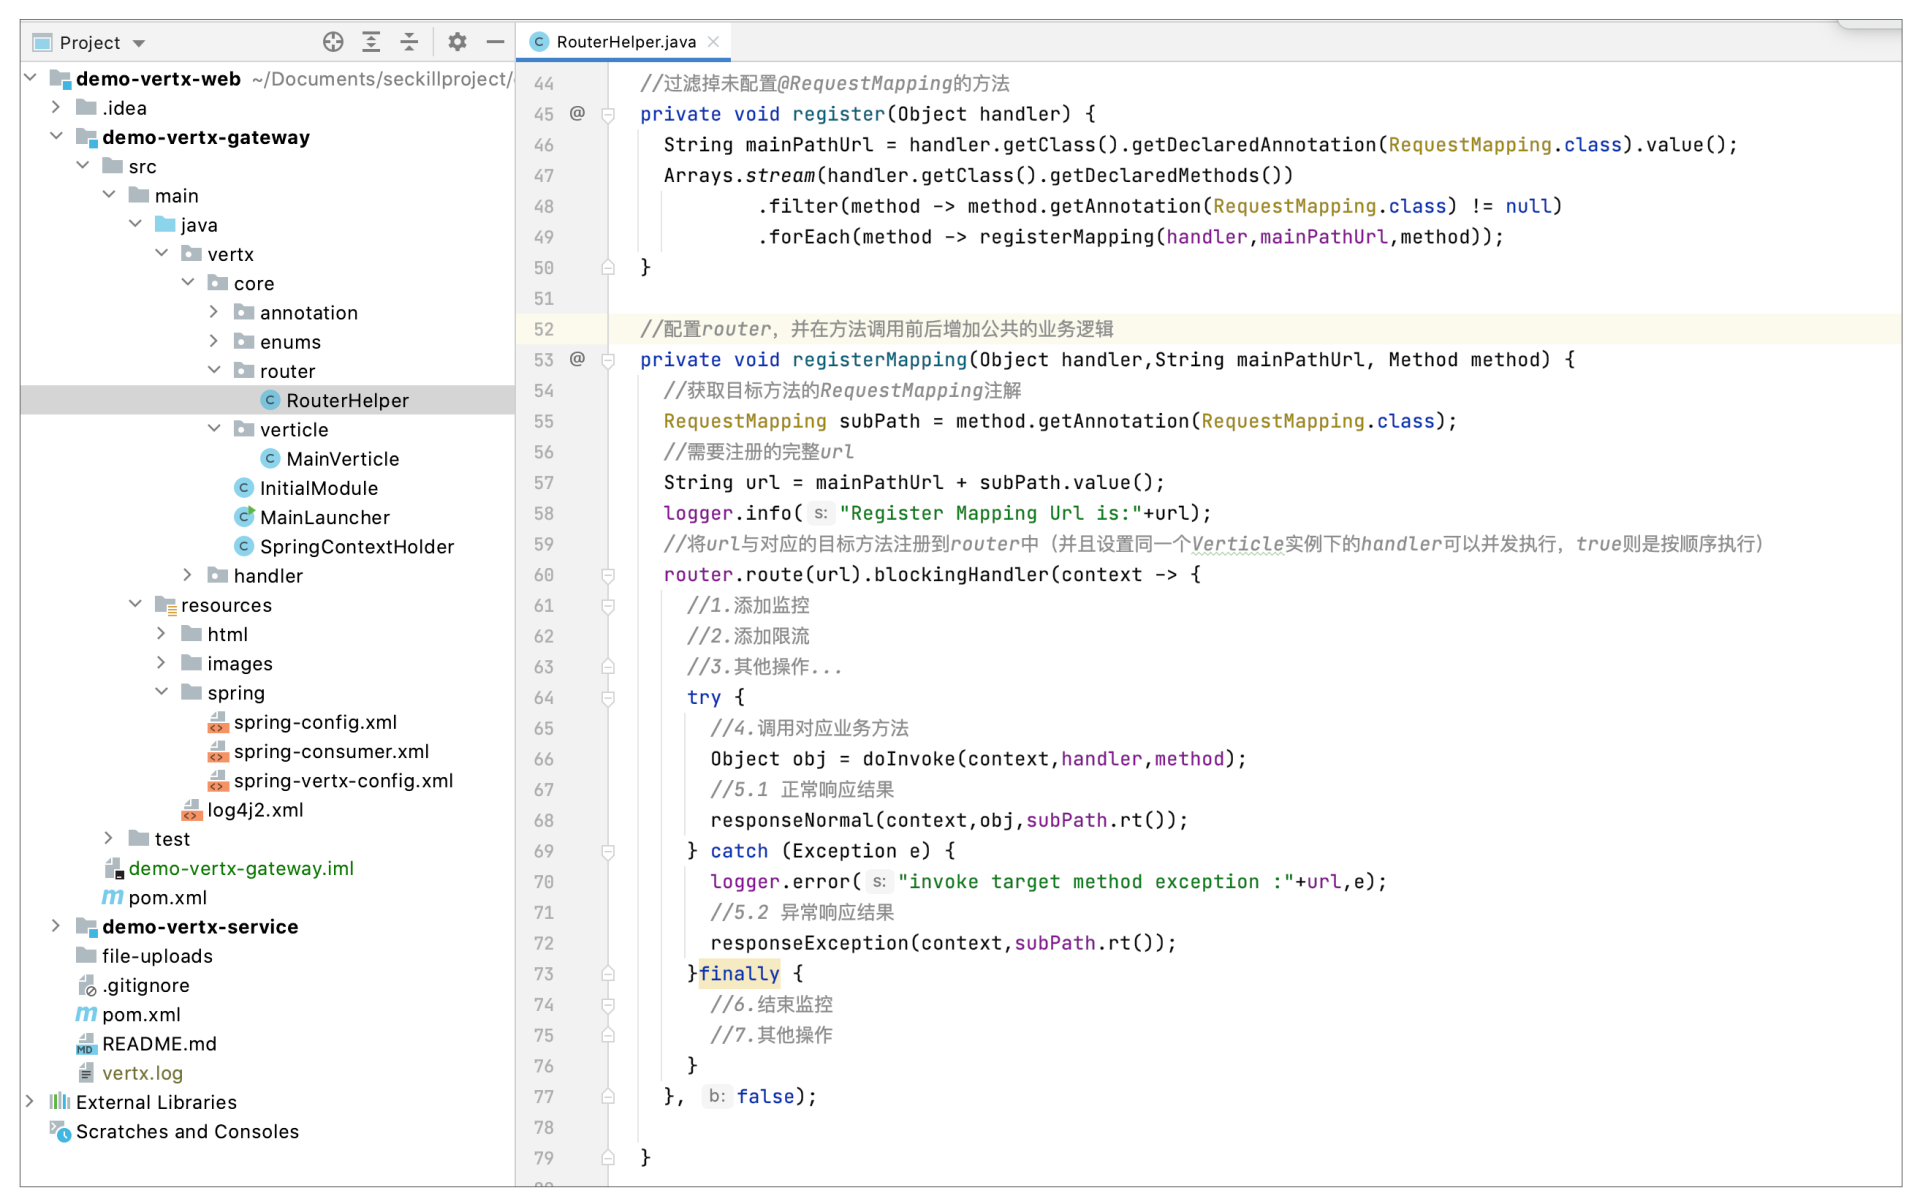 Project
demo-vertx-web ~/Documents/seckillproject/
.idea
demo-vertx-gateway
src
main
java
vertx
core
annotation
enums
router
RouterHelper
verticle
MainVerticle
InitialModule
MainLauncher
SpringContextHolder
handler
resources
html
images
spring
spring-config.xml
spring-consumer.xml
spring-vertx-config.xml
log4j2.xml
test
demo-vertx-gateway.iml
pom.xml
demo-vertx-service
file-uploads
.gitignore
pom.xml
README.md
vertx.log
External Libraries
Scratches and Consoles
RouterHelper.java
44 //过滤掉未配置@RequestMapping的方法
45 @ private void register(Object handler) {
46 String mainPathUrl = handler.getClass().getDeclaredAnnotation(RequestMapping.class).value();
47 Arrays.stream(handler.getClass().getDeclaredMethods())
48 .filter(method -> method.getAnnotation(RequestMapping.class) != null)
49 .forEach(method -> registerMapping(handler,mainPathUrl,method));
50 }
51
52 //配置router，并在方法调用前后增加公共的业务逻辑
53 @ private void registerMapping(Object handler,String mainPathUrl, Method method) {
54 //获取目标方法的RequestMapping注解
55 RequestMapping subPath = method.getAnnotation(RequestMapping.class);
56 //需要注册的完整url
57 String url = mainPathUrl + subPath.value();
58 logger.info( s: "Register Mapping Url is:"+url);
59 //将url与对应的目标方法注册到router中（并且设置同一个Verticle实例下的handler可以并发执行，true则是按顺序执行）
60 router.route(url).blockingHandler(context -> {
61 //1.添加监控
62 //2.添加限流
63 //3.其他操作...
64 try {
65 //4.调用对应业务方法
66 Object obj = doInvoke(context,handler,method);
67 //5.1 正常响应结果
68 responseNormal(context,obj,subPath.rt());
69 } catch (Exception e) {
70 logger.error( s: "invoke target method exception :"+url,e);
71 //5.2 异常响应结果
72 responseException(context,subPath.rt());
73 }finally {
74 //6.结束监控
75 //7.其他操作
76 }
77 }, b: false);
78
79 }